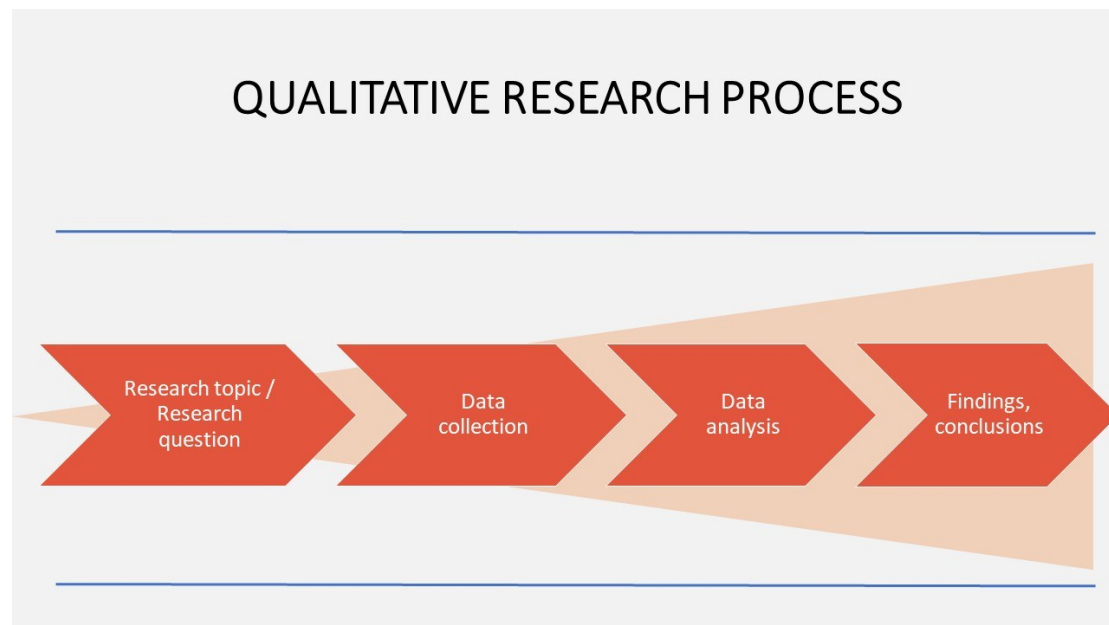 QUALITATIVE RESEARCH PROCESS
Research topic /
Research
question
Data
collection
Data
analysis
Findings,
conclusions